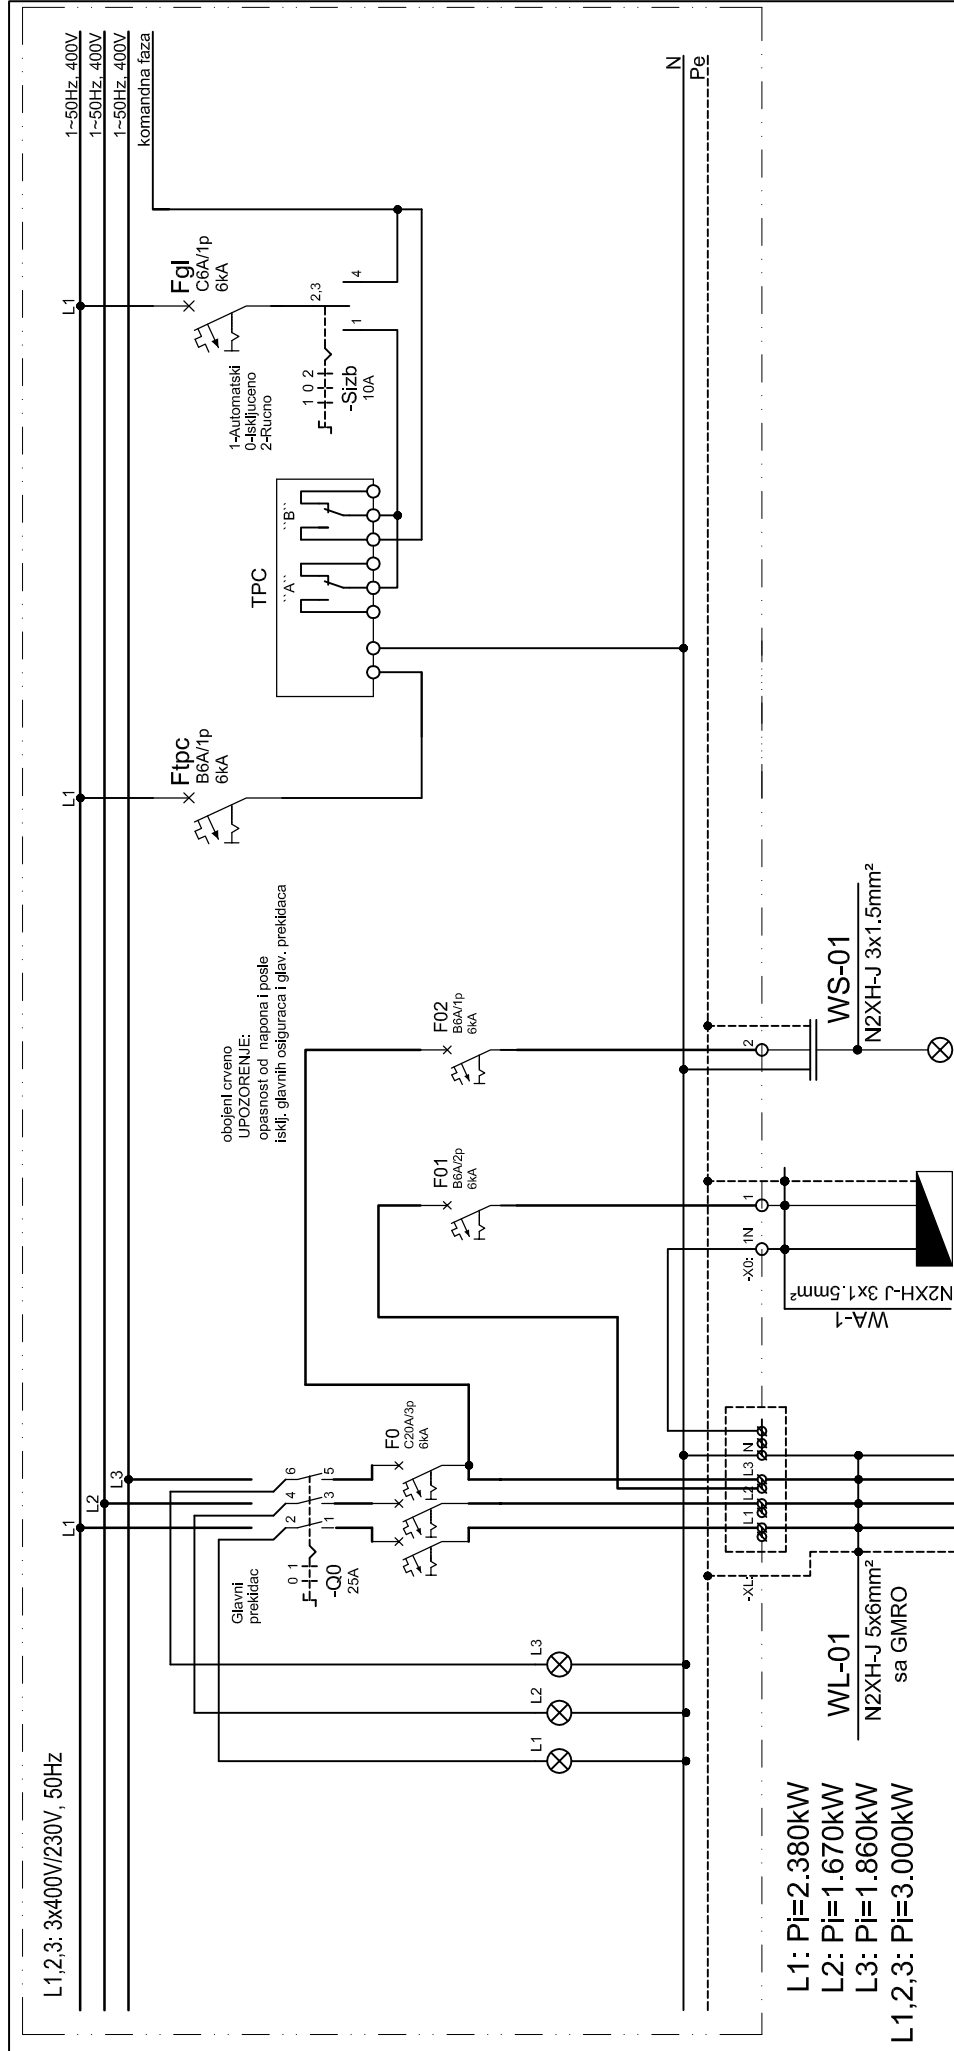 L1,2,3: 3x400V/230V, 50Hz
1~50Hz, 400V
1~50Hz, 400V
1~50Hz, 400V
komandna faza
L1
L2
L3
L1
L1
Glavni
prekidac
0 1
-Q0
25A
2
4
6
1
3
5
F0
C20A/3p
6kA
L1
L2
L3
obojeni crveno
UPOZORENJE:
opasnost od napona i posle
isklj. glavnih osiguraca i glav. prekidaca
F01
B6A/2p
6kA
F02
B6A/1p
6kA
Ftpc
B6A/1p
6kA
TPC
``A``
``B``
Fgl
C6A/1p
6kA
1-Automatski
0-Iskljuceno
2-Rucno
1 0 2
-Sizb
10A
2,3
1
4
N
Pe
-XL:
L1
L2
L3
N
-X0:
1N
1
2
L1: Pi=2.380kW
L2: Pi=1.670kW
L3: Pi=1.860kW
L1,2,3: Pi=3.000kW
WL-01
N2XH-J 5x6mm²
sa GMRO
WA-1
N2XH-J 3x1.5mm²
WS-01
N2XH-J 3x1.5mm²